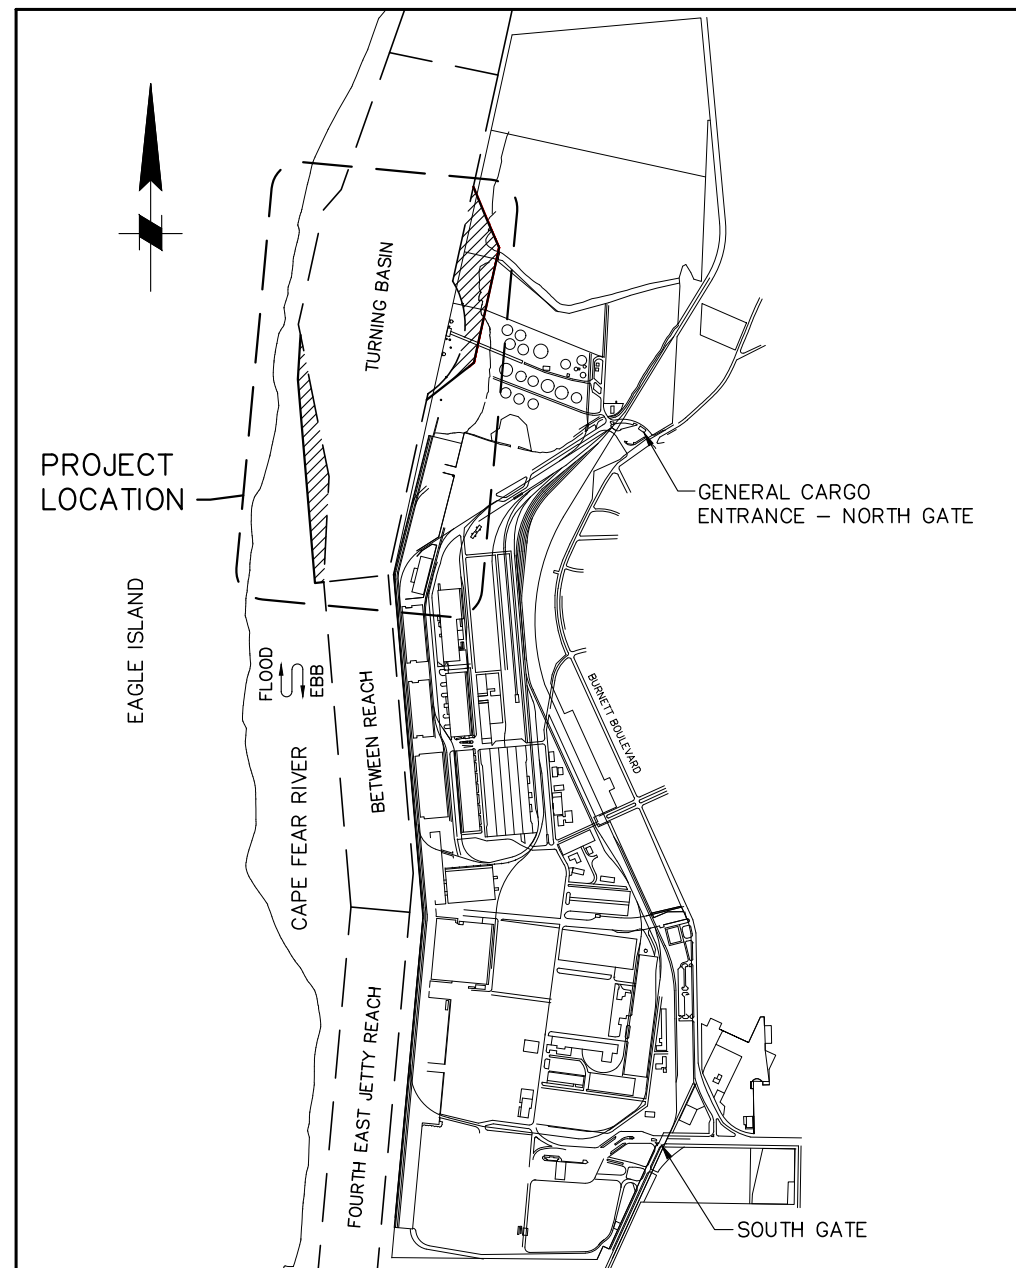 TURNING BASIN
PROJECT
LOCATION
GENERAL CARGO
ENTRANCE – NORTH GATE
EAGLE ISLAND
FLOOD
EBB
BURNETT BOULEVARD
BETWEEN REACH
CAPE FEAR RIVER
FOURTH EAST JETTY REACH
SOUTH GATE